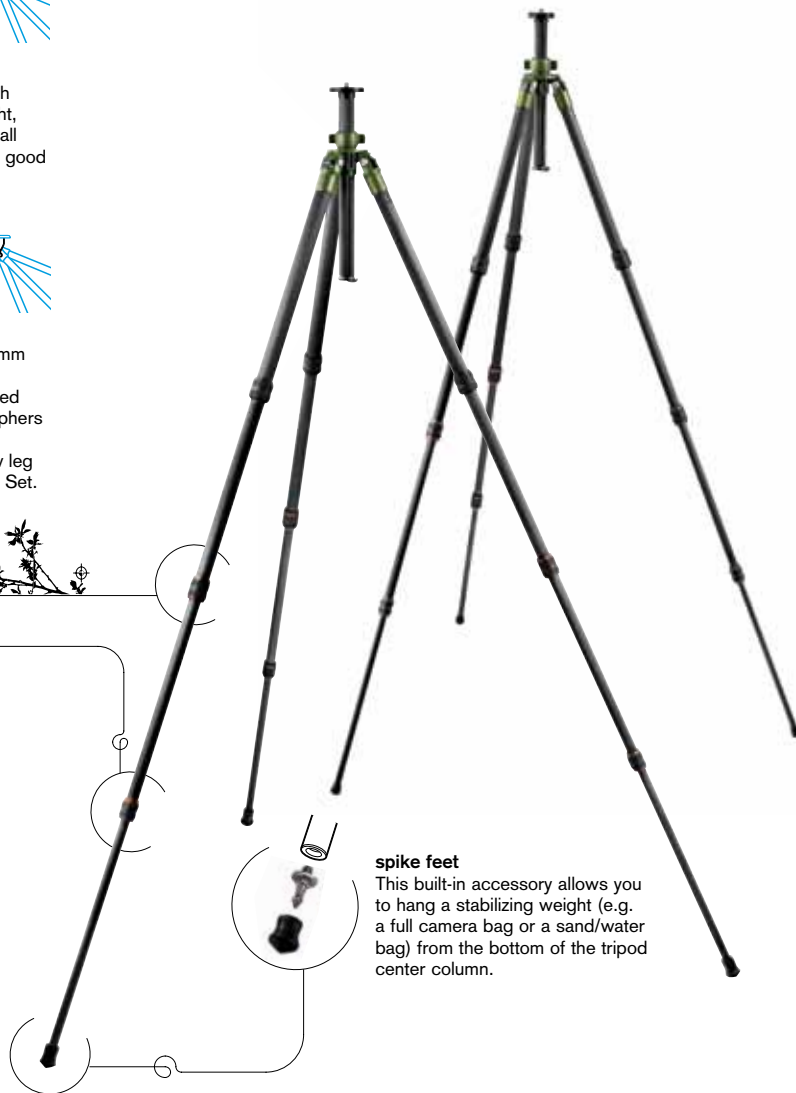 h
ht,
all
good
mm
ed
phers
leg
Set.
spike feet
This built-in accessory allows you
to hang a stabilizing weight (e.g.
a full camera bag or a sand/water
bag) from the bottom of the tripod
center column.